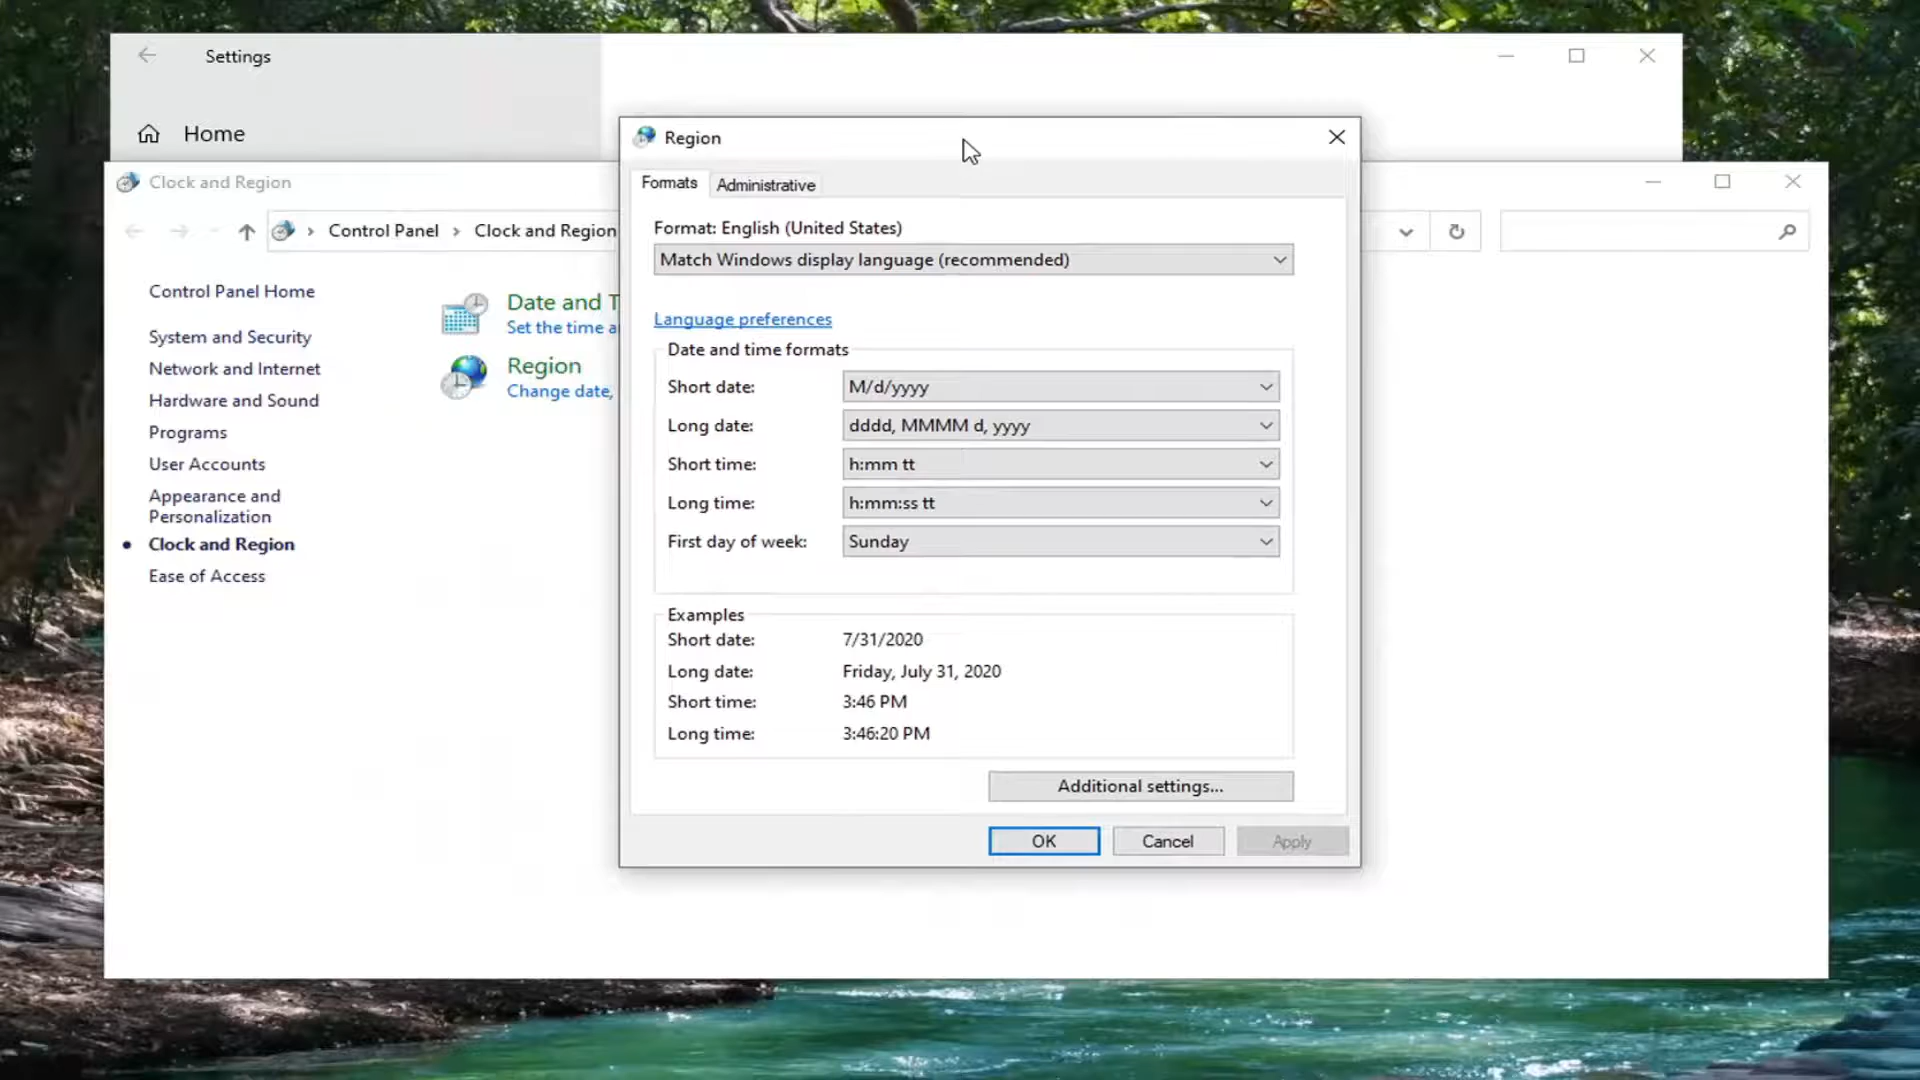 Settings
Home
Clock and Region
Control Panel
Clock and Region
Control Panel Home
System and Security
Network and Internet
Hardware and Sound
Programs
User Accounts
Appearance and
Personalization
Clock and Region
Ease of Access
Date and T
Set the time a
Region
Change date,
Region
Formats
Administrative
Format: English (United States)
Match Windows display language (recommended)
Language preferences
Date and time formats
Short date: M/d/yyyy
Long date: dddd, MMMM d, yyyy
Short time: h:mm tt
Long time: h:mm:ss tt
First day of week: Sunday
Examples
Short date: 7/31/2020
Long date: Friday, July 31, 2020
Short time: 3:46 PM
Long time: 3:46:20 PM
Additional settings...
OK
Cancel
Apply